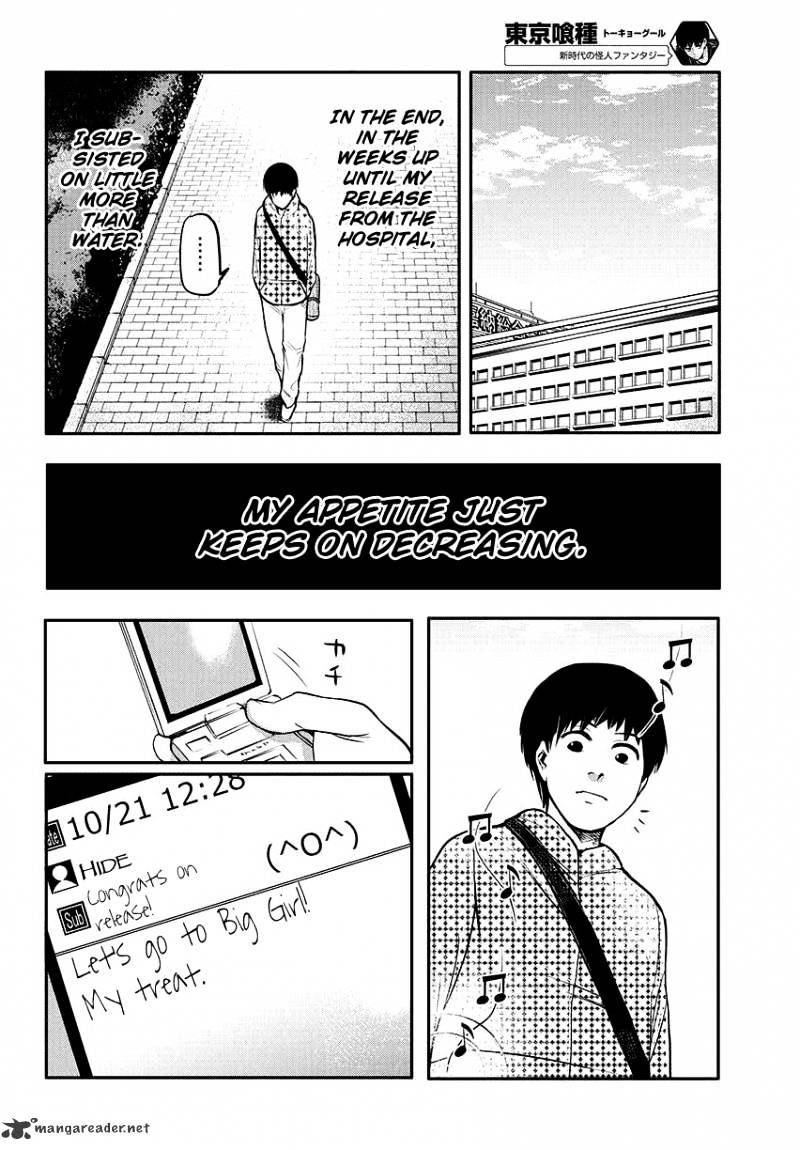 東京喰種 トーキョーグール
新時代の怪人ファンタジー
IN THE END,
IN THE
WEEKS UP
UNTIL MY
RELEASE
FROM THE
HOSPITAL,
I SUB-
SISTED
ON LITTLE
MORE
THAN
WATER.
....
MY APPETITE JUST
KEEPS ON DECREASING.
カチ
10/21 12:28
HIDE
(^O^)
Sub
Congrats on
release!
Let's go to Big Girl!
My treat.
mangareader.net